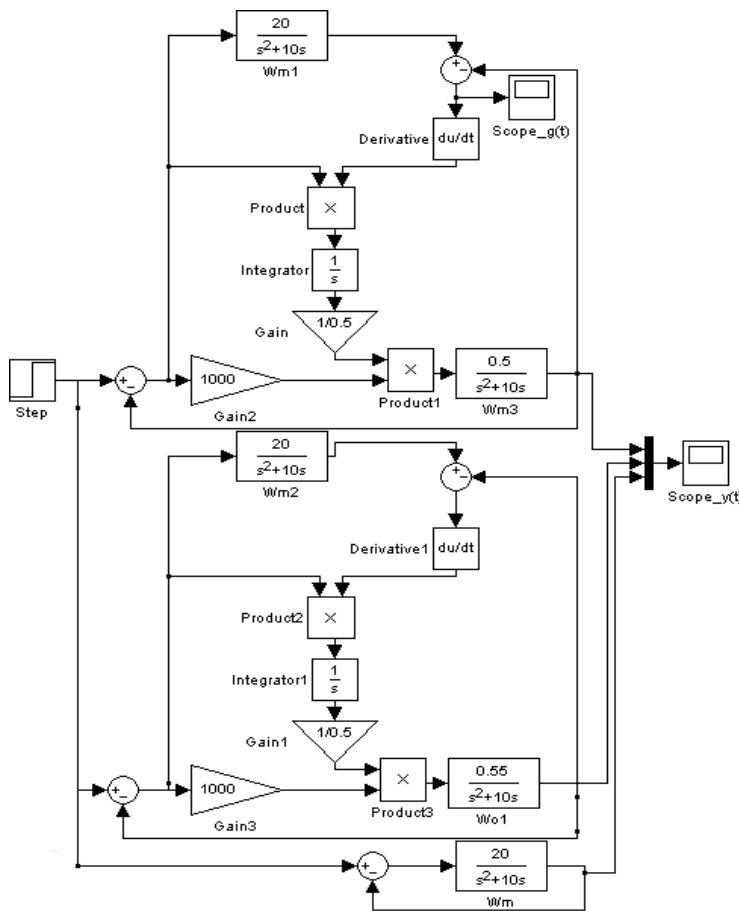 20
s²+10s
Wm1
+
−
Scope_g(t)
Derivative
du/dt
Product
×
Integrator
1
s
1/0.5
Gain
Step
+
−
1000
Gain2
×
Product1
0.5
s²+10s
Wm3
20
s²+10s
Wm2
+
−
Scope_y(t)
Derivative1
du/dt
Product2
×
Integrator1
1
s
1/0.5
Gain1
+
−
1000
Gain3
×
Product3
0.55
s²+10s
Wo1
+
−
20
s²+10s
Wm